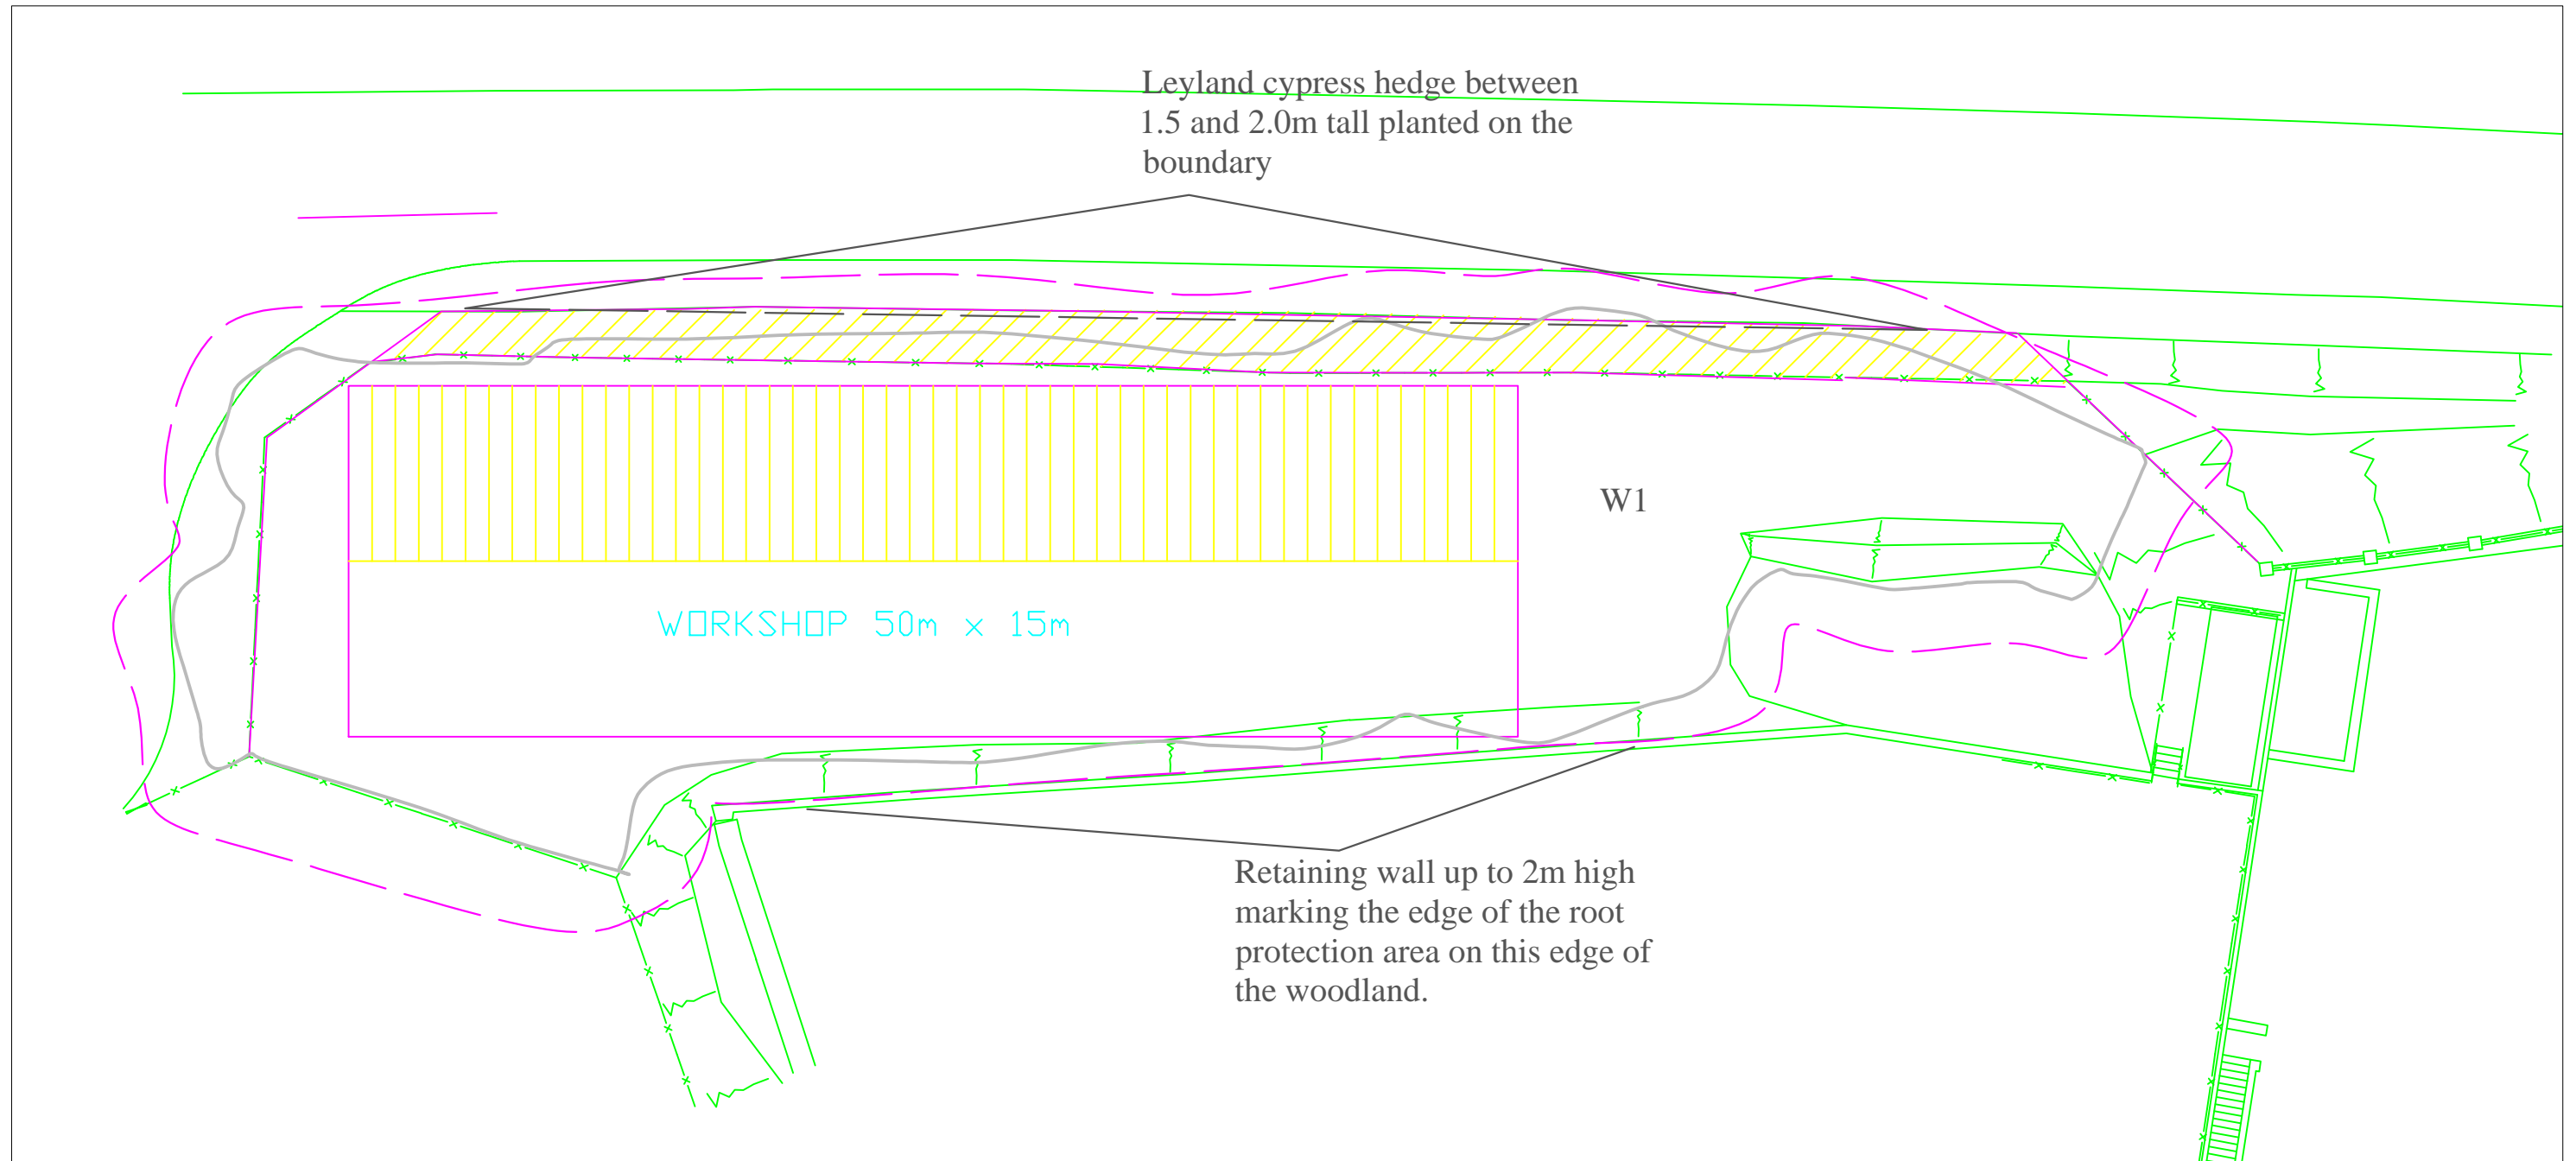 Leyland cypress hedge between
1.5 and 2.0m tall planted on the
boundary
W1
WORKSHOP 50m x 15m
Retaining wall up to 2m high
marking the edge of the root
protection area on this edge of
the woodland.